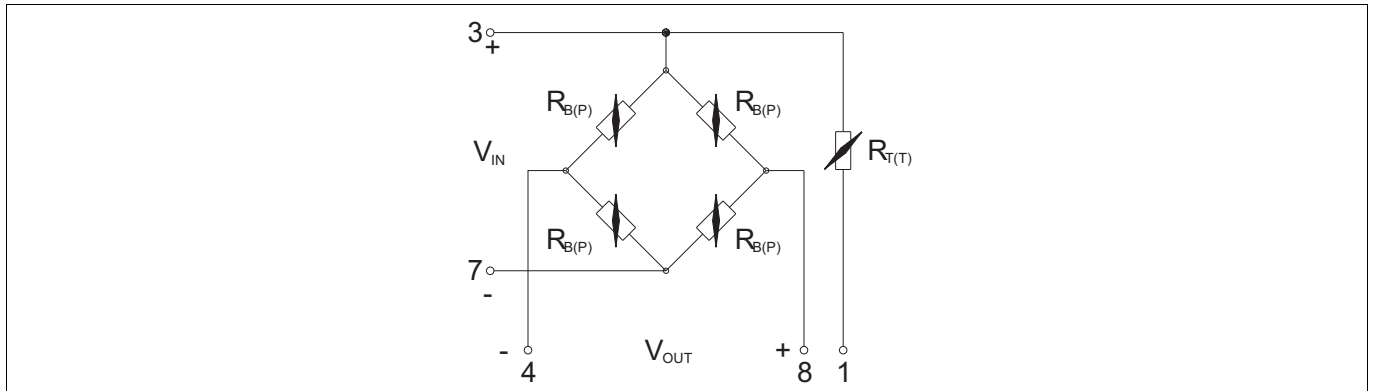 3
+
R_B(P) R_B(P)
V_IN R_T(T)
R_B(P) R_B(P)
7
-
- V_OUT +
4 8 1